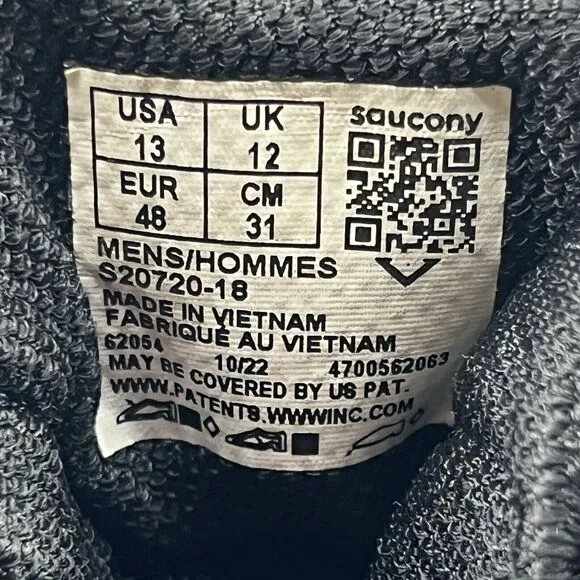 USA UK
13 12
EUR CM
48 31
saucony
MENS/HOMMES
S20720-18
MADE IN VIETNAM
FABRIQUÉ AU VIETNAM
62054 10/22 4700562063
MAY BE COVERED BY US PAT.
WWW.PATENTS.WWWINC.COM